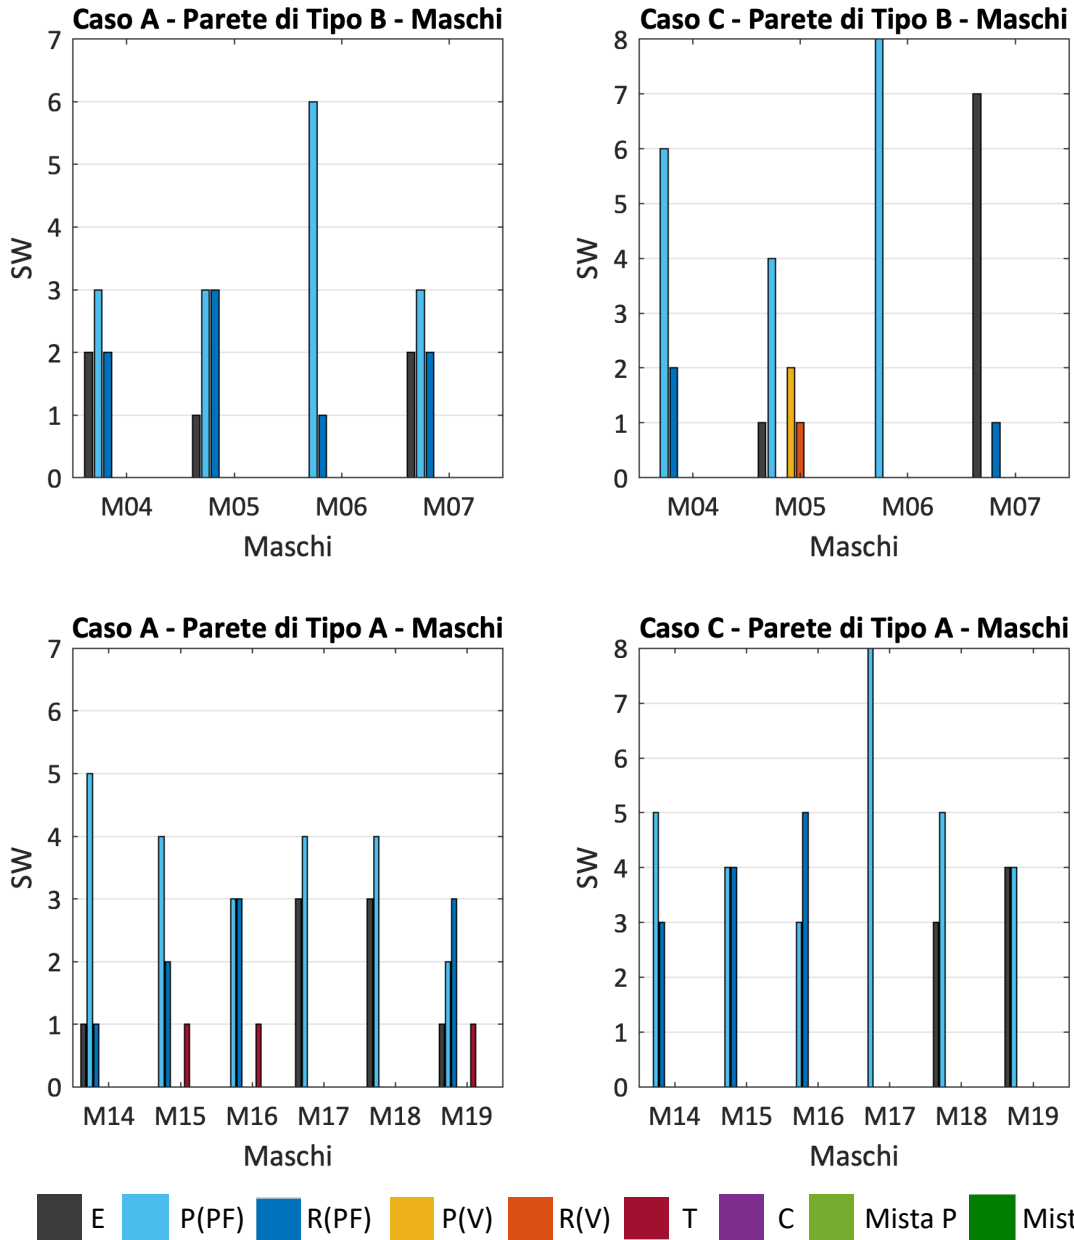 Caso A - Parete di Tipo B - Maschi
7
6
5
4
3
2
1
0
SW
M04 M05 M06 M07
Maschi
Caso C - Parete di Tipo B - Maschi
8
7
6
5
4
3
2
1
0
SW
M04 M05 M06 M07
Maschi
Caso A - Parete di Tipo A - Maschi
7
6
5
4
3
2
1
0
SW
M14 M15 M16 M17 M18 M19
Maschi
Caso C - Parete di Tipo A - Maschi
8
7
6
5
4
3
2
1
0
SW
M14 M15 M16 M17 M18 M19
Maschi
E P(PF) R(PF) P(V) R(V) T C Mista P Mist